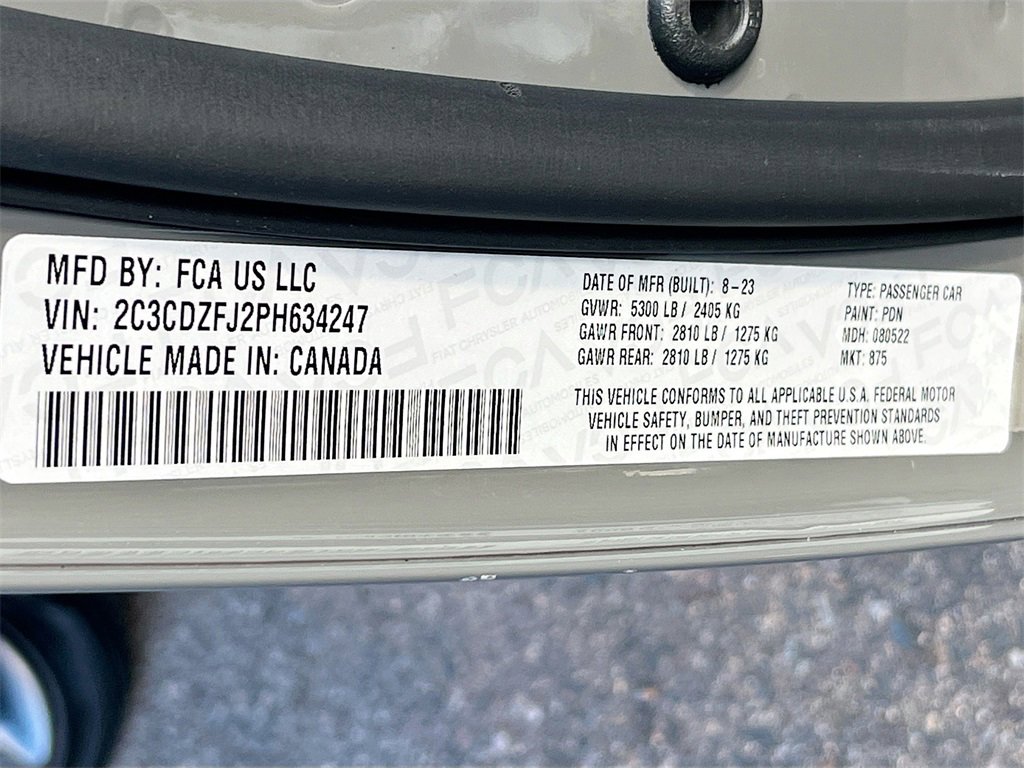 MFD BY: FCA US LLC
VIN: 2C3CDZFJ2PH634247
VEHICLE MADE IN: CANADA
DATE OF MFR (BUILT): 8-23
GVWR: 5300 LB / 2405 KG
GAWR FRONT: 2810 LB / 1275 KG
GAWR REAR: 2810 LB / 1275 KG
TYPE: PASSENGER CAR
PAINT: PDN
MDH: 080522
MKT: 875
THIS VEHICLE CONFORMS TO ALL APPLICABLE U.S.A. FEDERAL MOTOR
VEHICLE SAFETY, BUMPER, AND THEFT PREVENTION STANDARDS
IN EFFECT ON THE DATE OF MANUFACTURE SHOWN ABOVE.